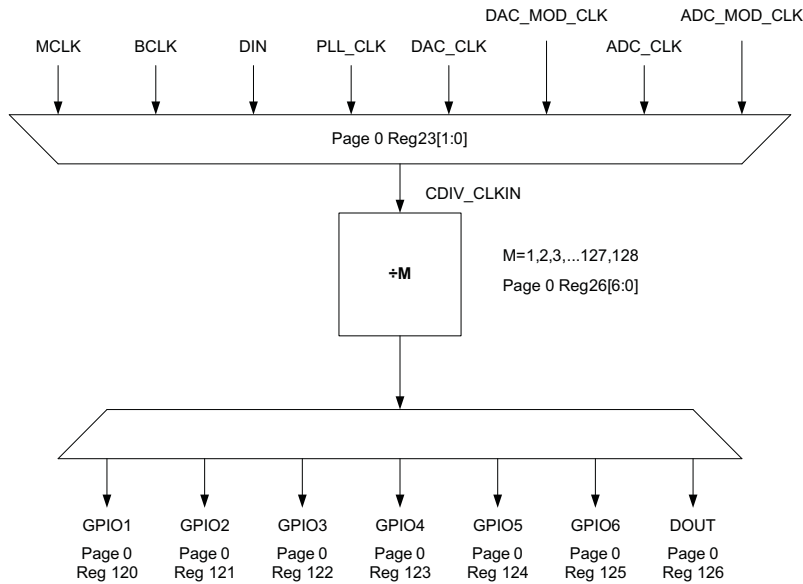 DAC_MOD_CLK
ADC_MOD_CLK
MCLK
BCLK
DIN
PLL_CLK
DAC_CLK
ADC_CLK
Page 0 Reg23[1:0]
CDIV_CLKIN
÷M
M=1,2,3,...127,128
Page 0 Reg26[6:0]
GPIO1
GPIO2
GPIO3
GPIO4
GPIO5
GPIO6
DOUT
Page 0
Reg 120
Page 0
Reg 121
Page 0
Reg 122
Page 0
Reg 123
Page 0
Reg 124
Page 0
Reg 125
Page 0
Reg 126